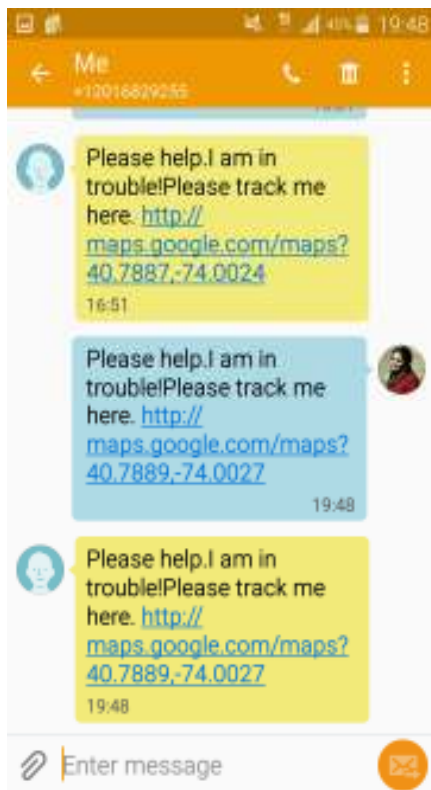 19:48
Me
+12016829255
Please help.I am in
trouble!Please track me
here. http://
maps.google.com/maps?
40.7887,-74.0024
16:51
Please help.I am in
trouble!Please track me
here. http://
maps.google.com/maps?
40.7889,-74.0027
19:48
Please help.I am in
trouble!Please track me
here. http://
maps.google.com/maps?
40.7889,-74.0027
19:48
Enter message